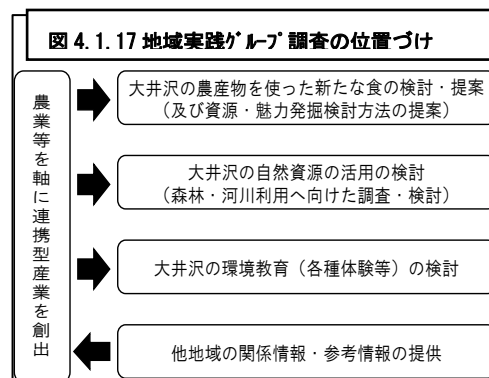 図 4.1.17 地域実践ｸﾞﾙｰﾌﾟ調査の位置づけ
農業等を軸に連携型産業を創出
大井沢の農産物を使った新たな食の検討・提案
（及び資源・魅力発掘検討方法の提案）
大井沢の自然資源の活用の検討
（森林・河川利用へ向けた調査・検討）
大井沢の環境教育（各種体験等）の検討
他地域の関係情報・参考情報の提供